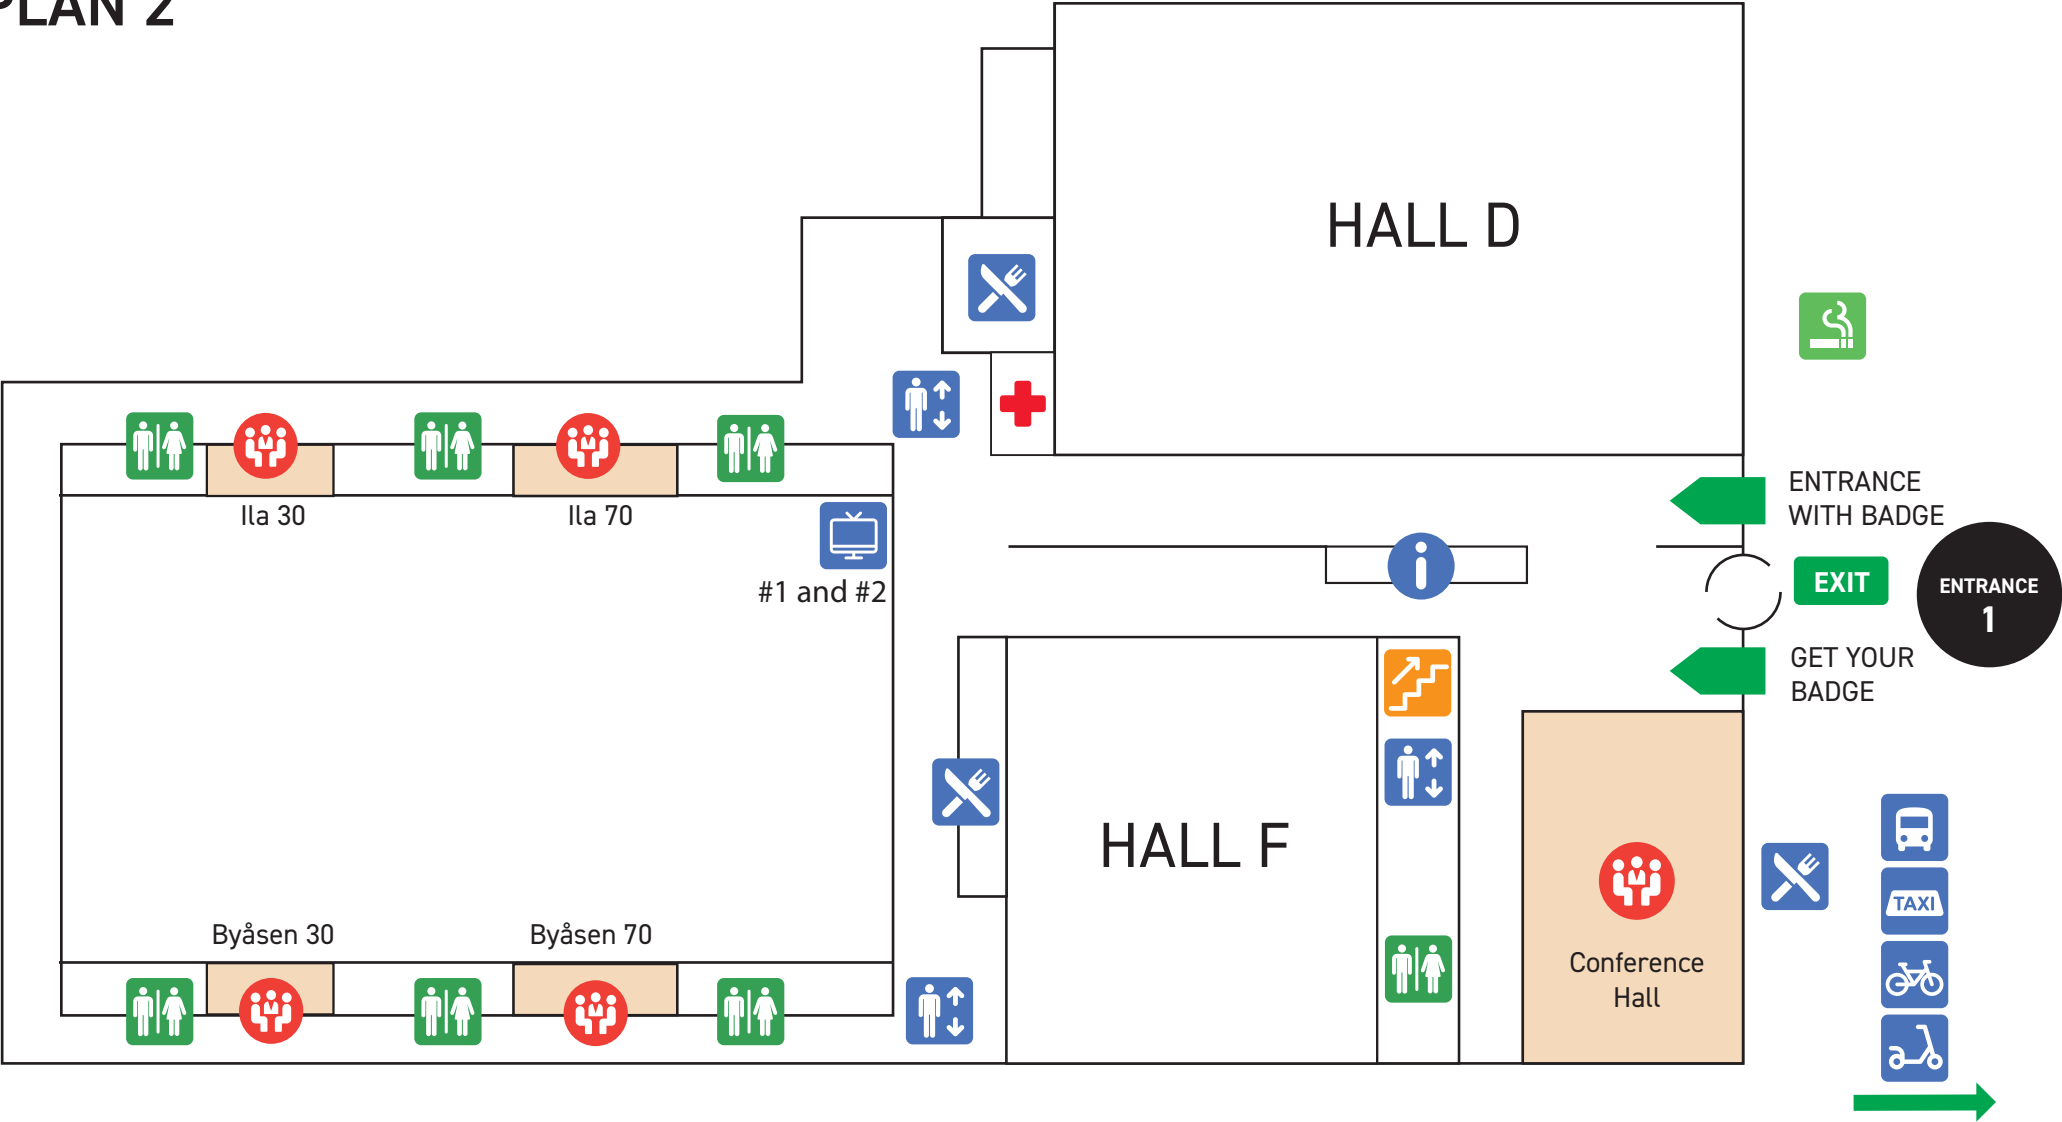 PLAN 2
HALL D
ENTRANCE
WITH BADGE
Ila 30
Ila 70
#1 and #2
EXIT
ENTRANCE
1
GET YOUR
BADGE
HALL F
TAXI
Byåsen 30
Byåsen 70
Conference
Hall